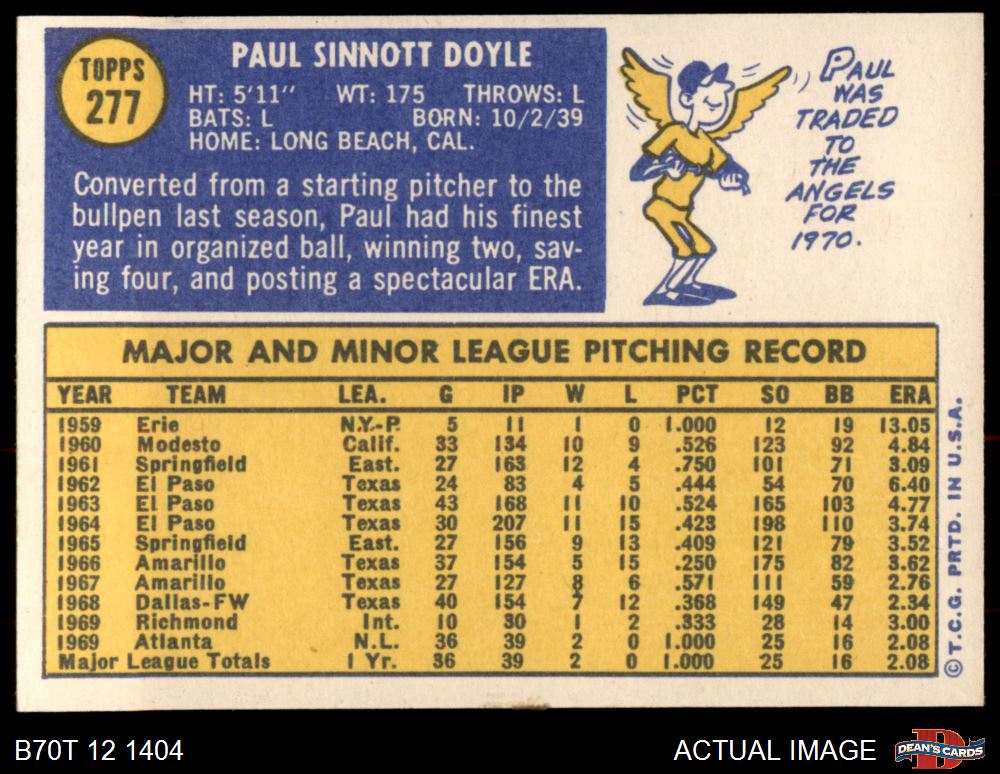 TOPPS
277
PAUL SINNOTT DOYLE
HT: 5'11" WT: 175 THROWS: L
BATS: L BORN: 10/2/39
HOME: LONG BEACH, CAL.
Converted from a starting pitcher to the
bullpen last season, Paul had his finest
year in organized ball, winning two, sav-
ing four, and posting a spectacular ERA.
PAUL
WAS
TRADED
TO
THE
ANGELS
FOR
1970.
MAJOR AND MINOR LEAGUE PITCHING RECORD
YEAR TEAM LEA. G IP W L PCT SO BB ERA
1959 Erie N.Y.-P. 5 11 1 0 1.000 12 19 13.05
1960 Modesto Calif. 33 134 10 9 .526 123 92 4.84
1961 Springfield East. 27 163 12 4 .750 101 71 3.09
1962 El Paso Texas 24 83 4 5 .444 54 70 6.40
1963 El Paso Texas 43 168 11 10 .524 165 103 4.77
1964 El Paso Texas 30 207 11 15 .423 198 110 3.74
1965 Springfield East. 27 156 9 13 .409 121 79 3.52
1966 Amarillo Texas 37 154 5 15 .250 175 82 3.62
1967 Amarillo Texas 27 127 8 6 .571 111 59 2.76
1968 Dallas-FW Texas 40 154 7 12 .368 149 47 2.34
1969 Richmond Int. 10 30 1 2 .333 28 14 3.00
1969 Atlanta N.L. 36 39 2 0 1.000 25 16 2.08
Major League Totals 1 Yr. 36 39 2 0 1.000 25 16 2.08
© T.C.G. PRTD. IN U.S.A.
B70T 12 1404
ACTUAL IMAGE
DEAN'S CARDS